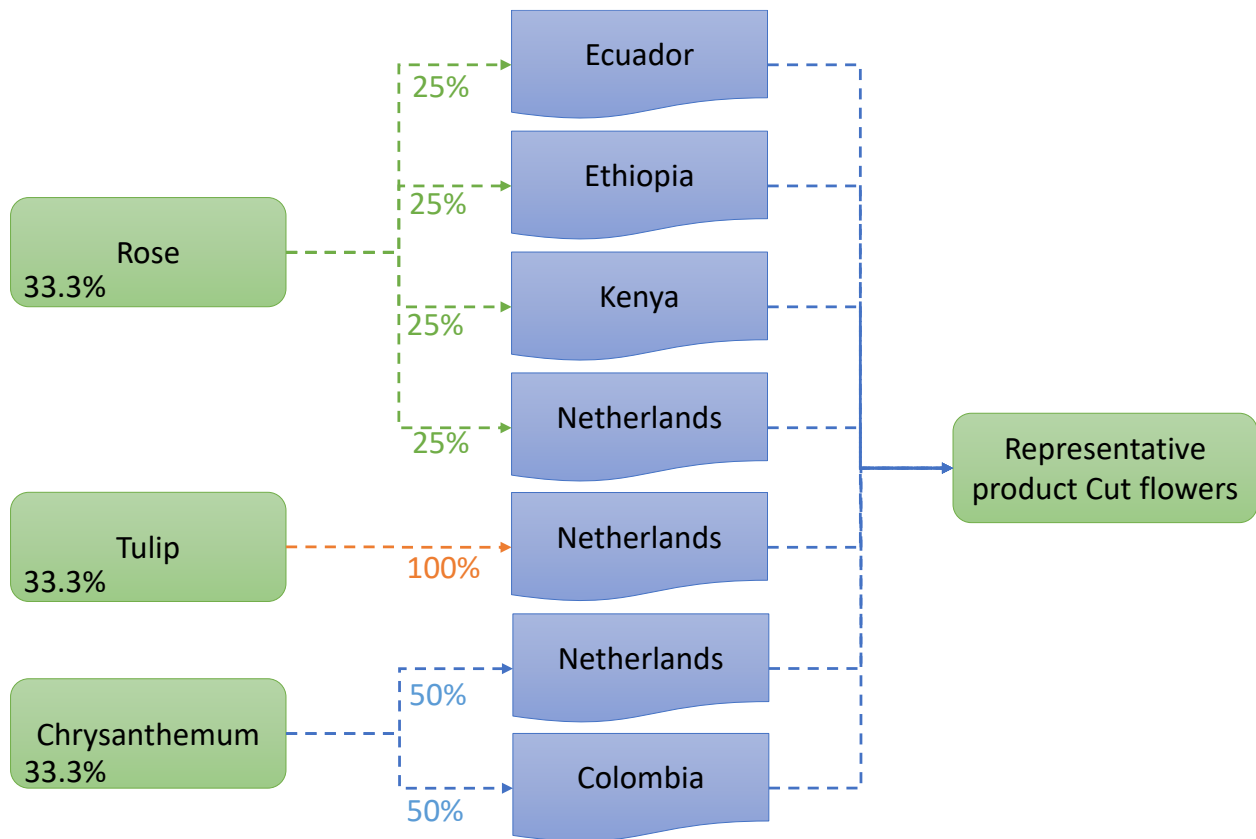 Ecuador
25%
Ethiopia
25%
Rose
33.3%
Kenya
25%
Netherlands
25%
Representative
product Cut flowers
Tulip
33.3%
Netherlands
100%
Netherlands
50%
Chrysanthemum
33.3%
Colombia
50%